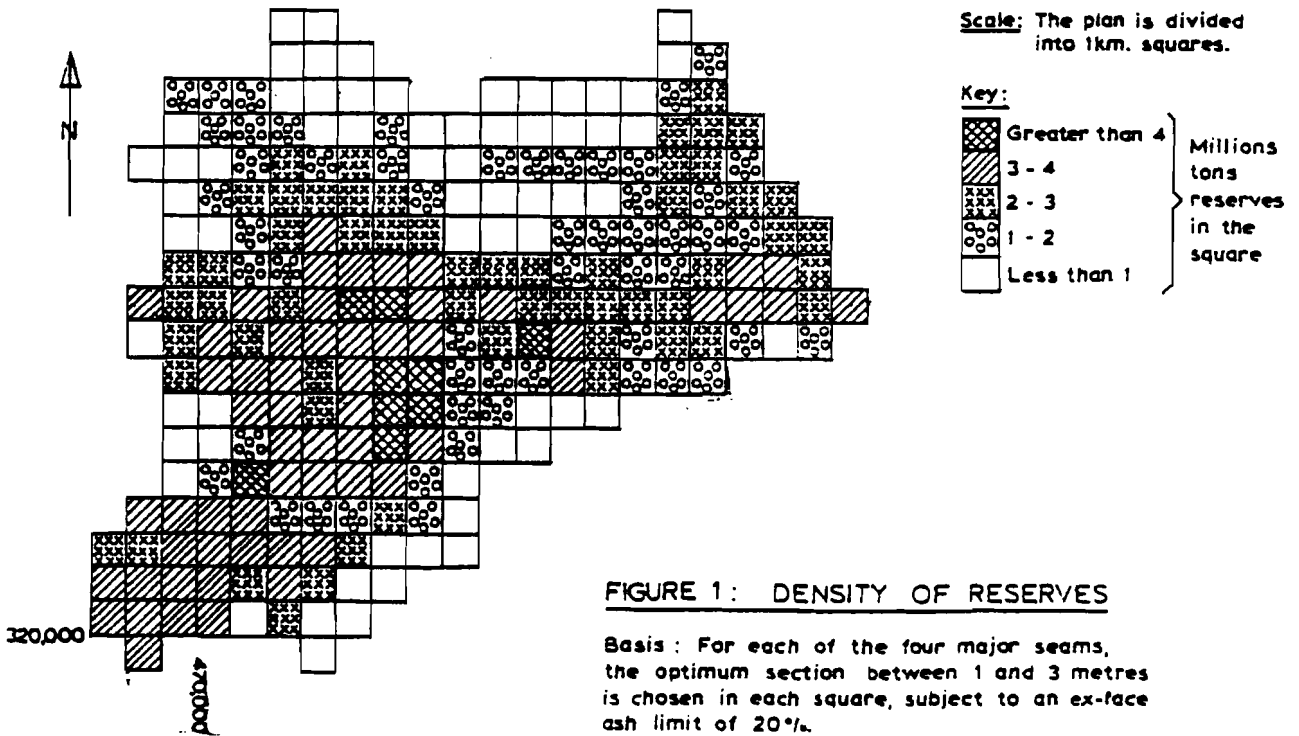 Scale: The plan is divided
into 1km. squares.
N
Key:
Greater than 4
3 - 4
2 - 3
1 - 2
Less than 1
Millions
tons
reserves
in the
square
320,000
470,000
FIGURE 1: DENSITY OF RESERVES
Basis: For each of the four major seams,
the optimum section between 1 and 3 metres
is chosen in each square, subject to an ex-face
ash limit of 20%.